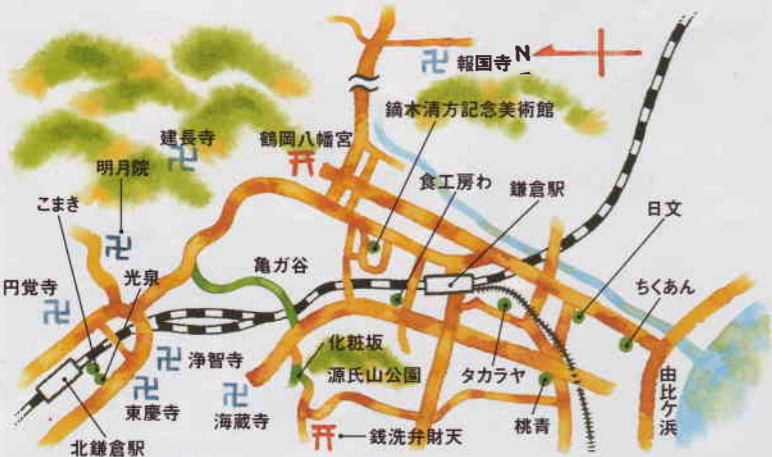 報国寺
N
鏑木清方記念美術館
建長寺
鶴岡八幡宮
明月院
食工房わ
鎌倉駅
こまき
日文
光泉
亀ガ谷
円覚寺
ちくあん
化粧坂
浄智寺
源氏山公園
タカラヤ
東慶寺
海蔵寺
由比ケ浜
桃青
銭洗弁財天
北鎌倉駅